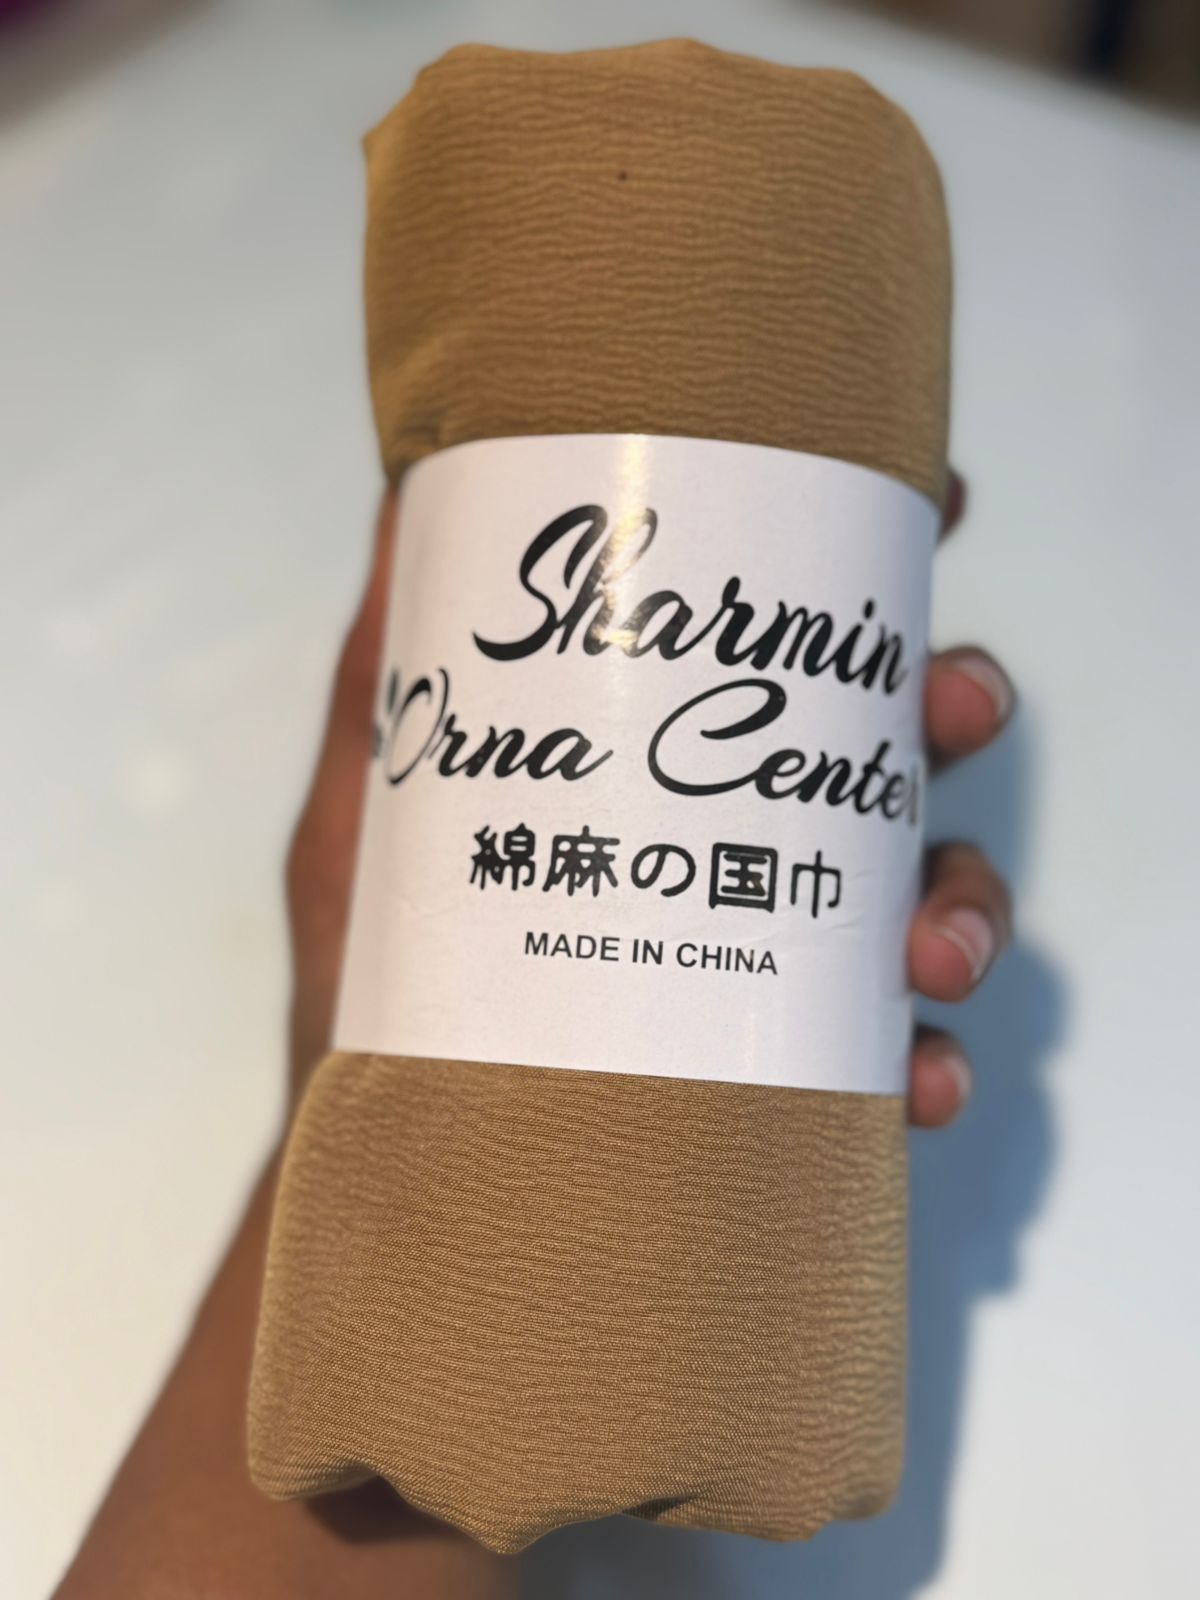 Sharmin
Orna Center
綿麻の国巾
MADE IN CHINA